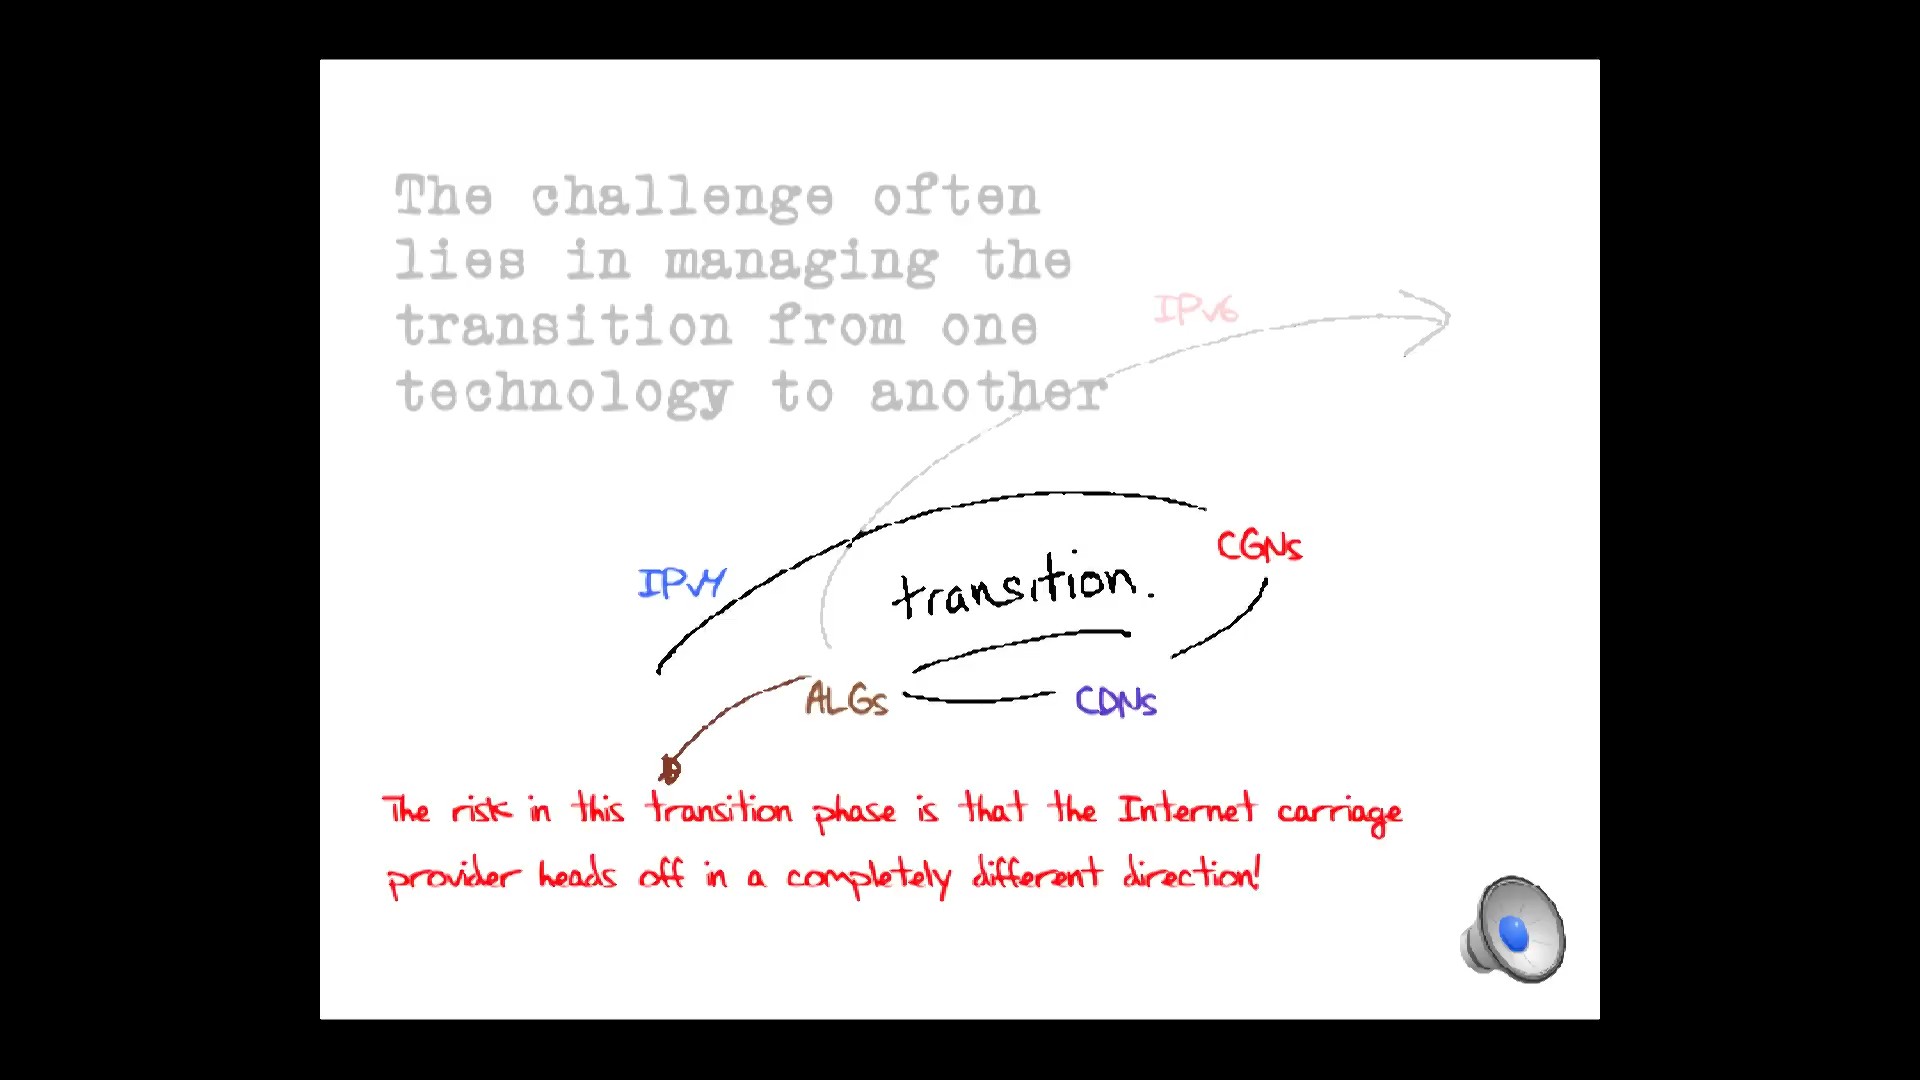 The challenge often
lies in managing the
transition from one
technology to another
IPv6
IPv4
CGNs
transition.
ALGs
CDNs
The risk in this transition phase is that the Internet carriage
provider heads off in a completely different direction!